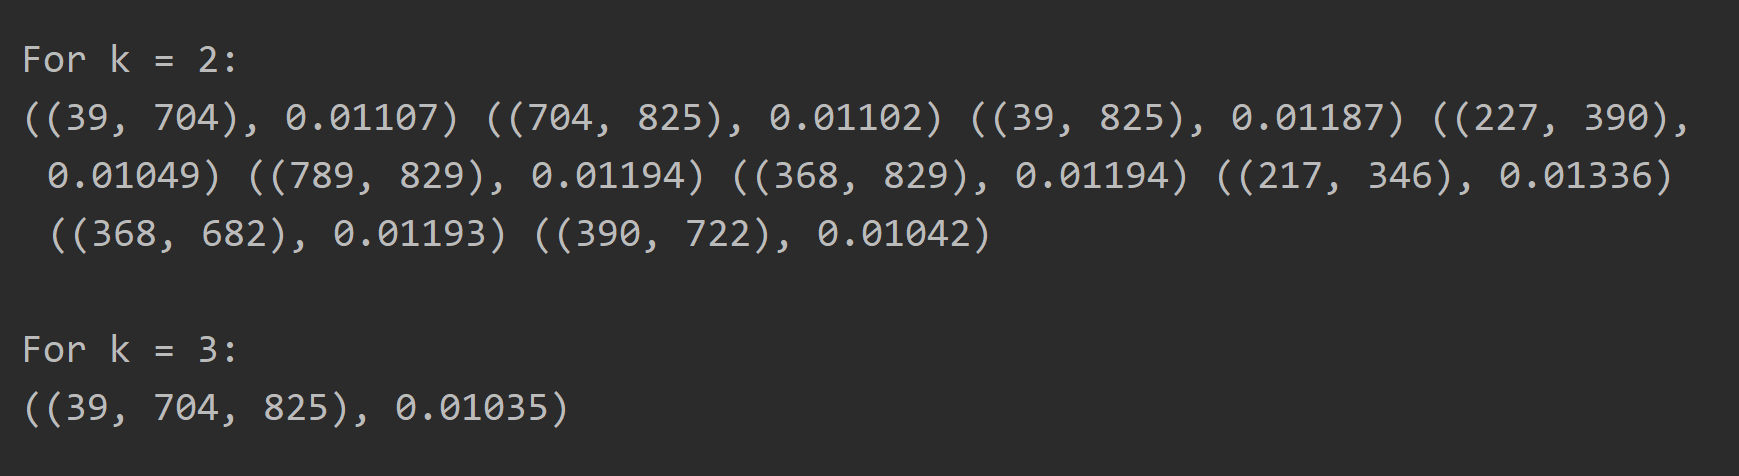 For k = 2:
((39, 704), 0.01107) ((704, 825), 0.01102) ((39, 825), 0.01187) ((227, 390),
0.01049) ((789, 829), 0.01194) ((368, 829), 0.01194) ((217, 346), 0.01336)
((368, 682), 0.01193) ((390, 722), 0.01042)
For k = 3:
((39, 704, 825), 0.01035)